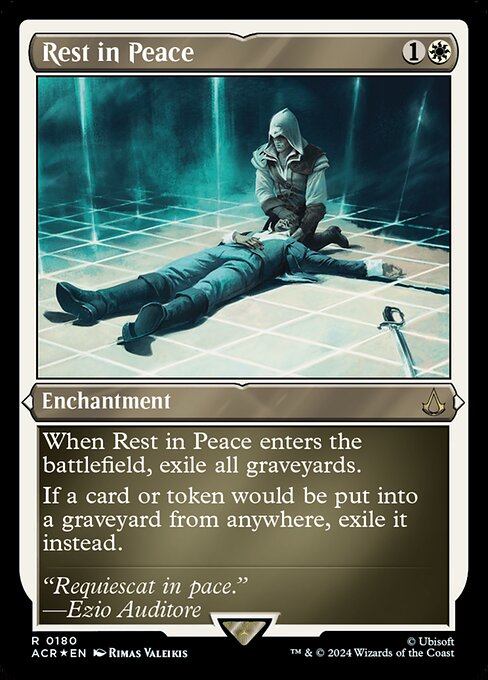 Rest in Peace 1
Enchantment
When Rest in Peace enters the
battlefield, exile all graveyards.
If a card or token would be put into
a graveyard from anywhere, exile it
instead.
“Requiescat in pace.”
—Ezio Auditore
R 0180
ACR★EN Rimas Valeikis
© Ubisoft
™ & © 2024 Wizards of the Coast